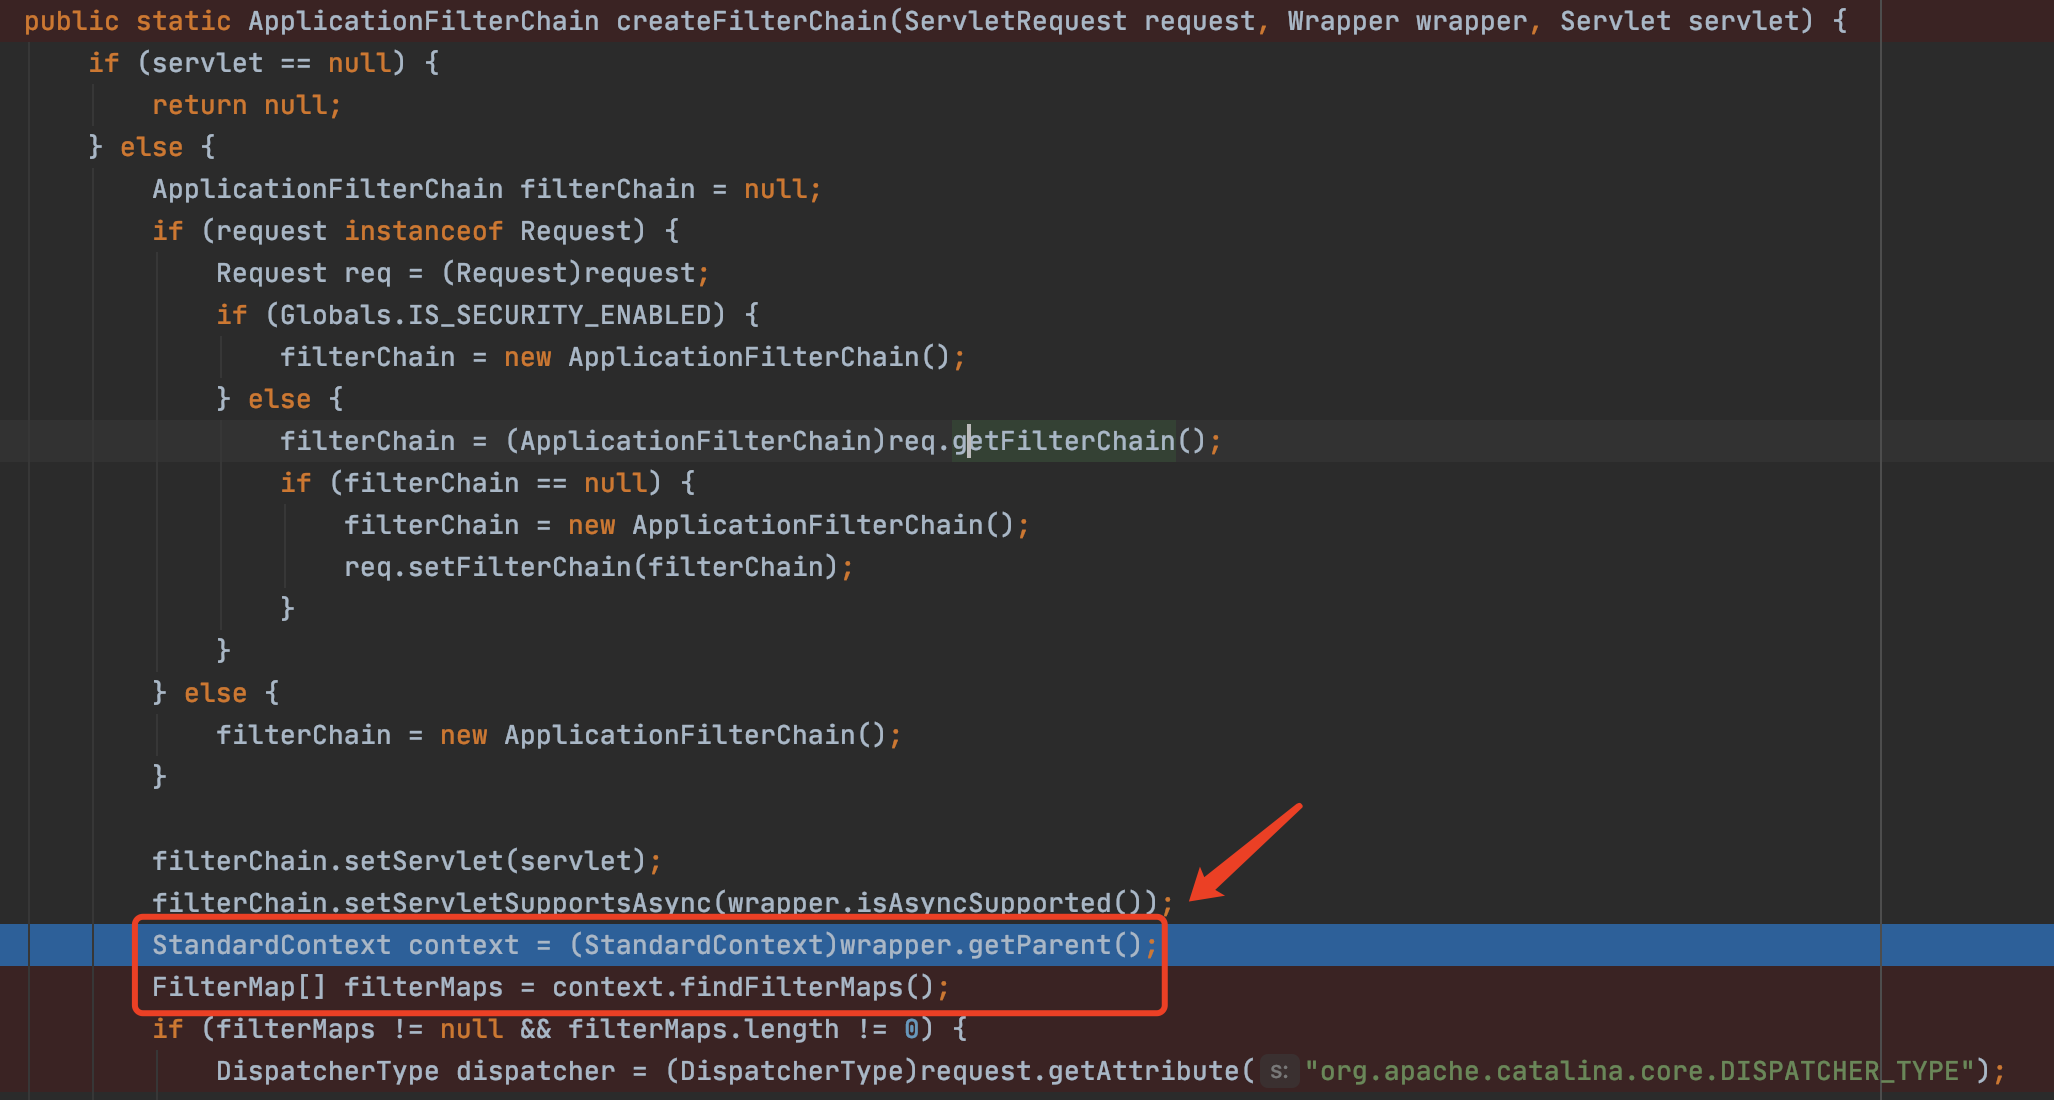 public static ApplicationFilterChain createFilterChain(ServletRequest request, Wrapper wrapper, Servlet servlet) {
if (servlet == null) {
return null;
} else {
ApplicationFilterChain filterChain = null;
if (request instanceof Request) {
Request req = (Request)request;
if (Globals.IS_SECURITY_ENABLED) {
filterChain = new ApplicationFilterChain();
} else {
filterChain = (ApplicationFilterChain)req.getFilterChain();
if (filterChain == null) {
filterChain = new ApplicationFilterChain();
req.setFilterChain(filterChain);
}
}
} else {
filterChain = new ApplicationFilterChain();
}
filterChain.setServlet(servlet);
filterChain.setServletSupportsAsync(wrapper.isAsyncSupported());
StandardContext context = (StandardContext)wrapper.getParent();
FilterMap[] filterMaps = context.findFilterMaps();
if (filterMaps != null && filterMaps.length != 0) {
DispatcherType dispatcher = (DispatcherType)request.getAttribute( s: "org.apache.catalina.core.DISPATCHER_TYPE");